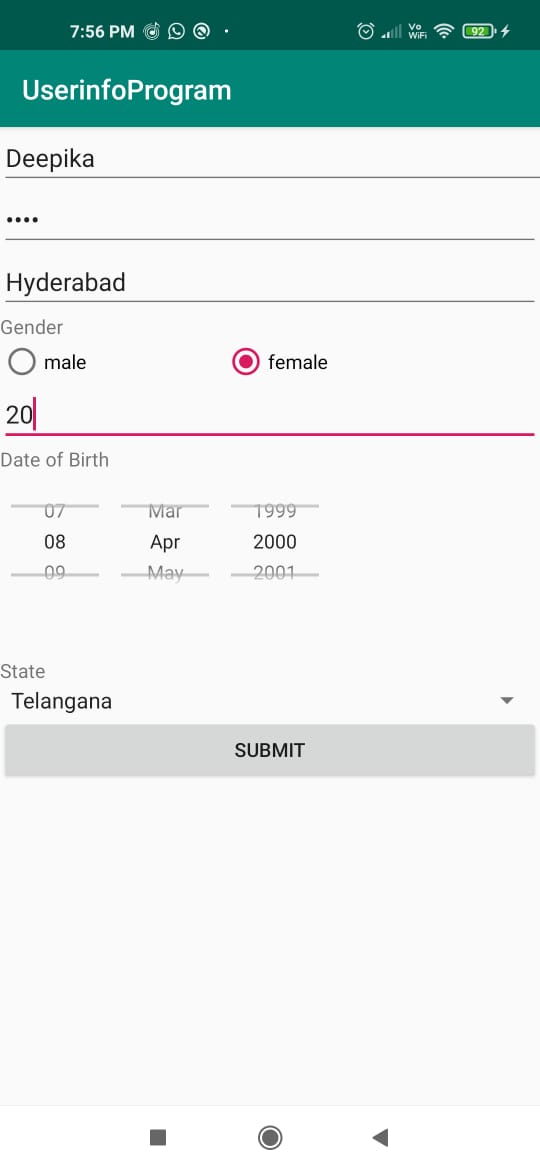 7:56 PM Vo WiFi 92
UserinfoProgram
Deepika
••••
Hyderabad
Gender
male female
20
Date of Birth
07 Mar 1999
08 Apr 2000
09 May 2001
State
Telangana
SUBMIT